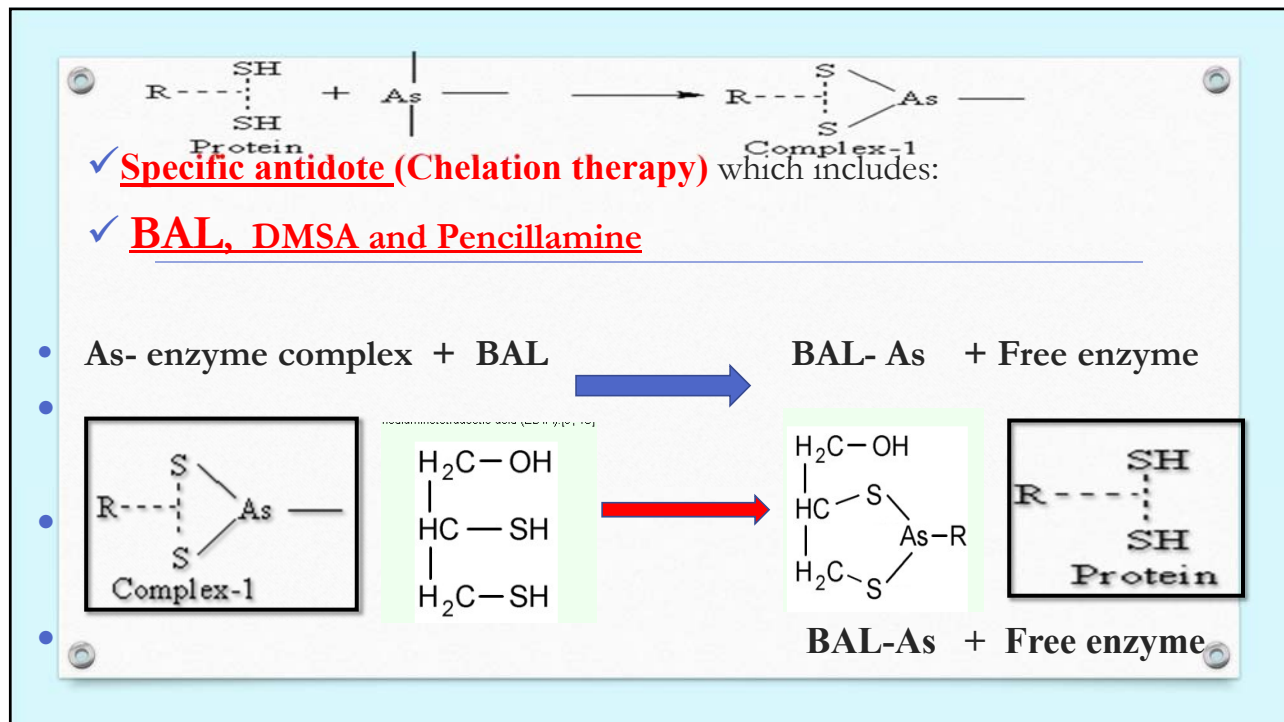 SH
R - - - - + As ⟶ R - - - - S As
SH S
Protein Complex-1
✓ Specific antidote (Chelation therapy) which includes:
✓ BAL, DMSA and Pencillamine
• As- enzyme complex + BAL BAL- As + Free enzyme
•
S
R - - - - As
S
Complex-1
H₂C—OH
HC—SH
H₂C—SH
H₂C—OH
HC S
As—R
H₂C S
SH
R - - - -
SH
Protein
•
• BAL-As + Free enzyme